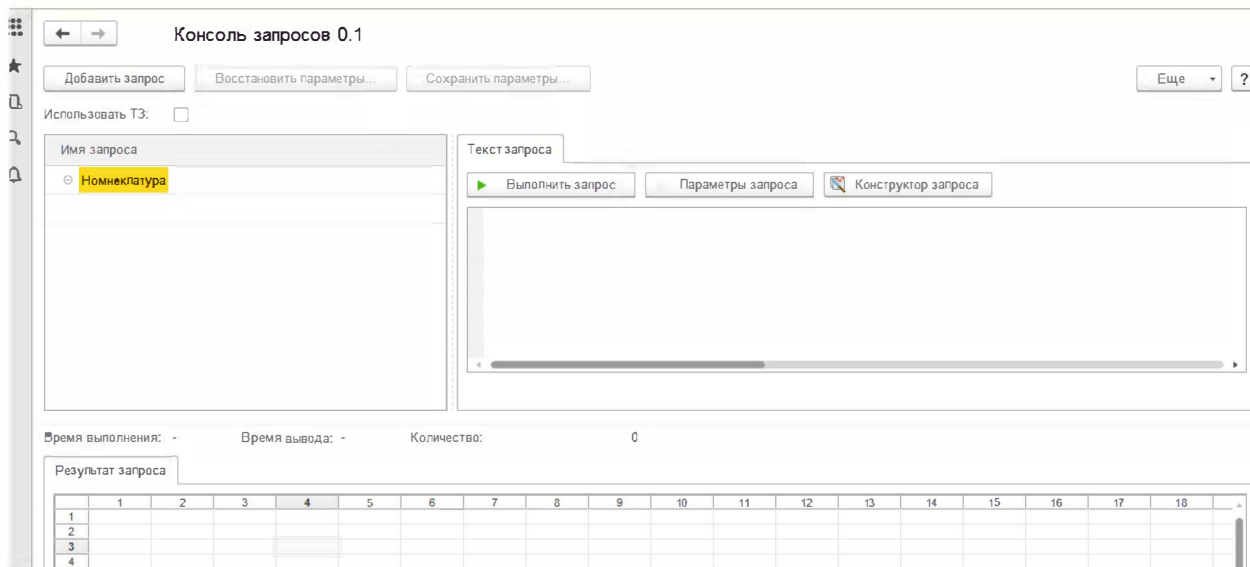 Консоль запросов 0.1
Добавить запрос Восстановить параметры... Сохранить параметры... Еще ?
Использовать ТЗ:
Имя запроса
Номнеклатура
Текст запроса
Выполнить запрос Параметры запроса Конструктор запроса
Время выполнения: - Время вывода: - Количество: 0
Результат запроса
1 2 3 4 5 6 7 8 9 10 11 12 13 14 15 16 17 18
1
2
3
4